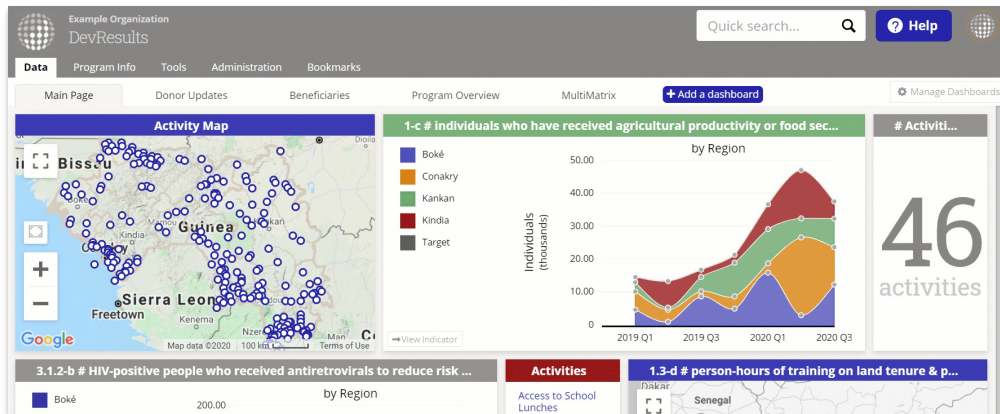 Example Organization
DevResults
Quick search...
Help
Data Program Info Tools Administration Bookmarks
Main Page Donor Updates Beneficiaries Program Overview MultiMatrix Add a dashboard Manage Dashboards
Activity Map
Bissau
Boké
Mamou
Guinea
Kindia
Sierra Leon
Freetown
Kenema
Man
Google
Map data ©2020 100 km Terms of Use
1-c # individuals who have received agricultural productivity or food sec...
by Region
Boké
Conakry
Kankan
Kindia
Target
Individuals
(thousands)
50.00
40.00
30.00
20.00
10.00
0
2019 Q1 2019 Q3 2020 Q1 2020 Q3
View Indicator
# Activiti...
46
activities
3.1.2-b # HIV-positive people who received antiretrovirals to reduce risk ...
by Region
Boké
200.00
Activities
Access to School
Lunches
1.3-d # person-hours of training on land tenure & p...
Dakar
Senegal